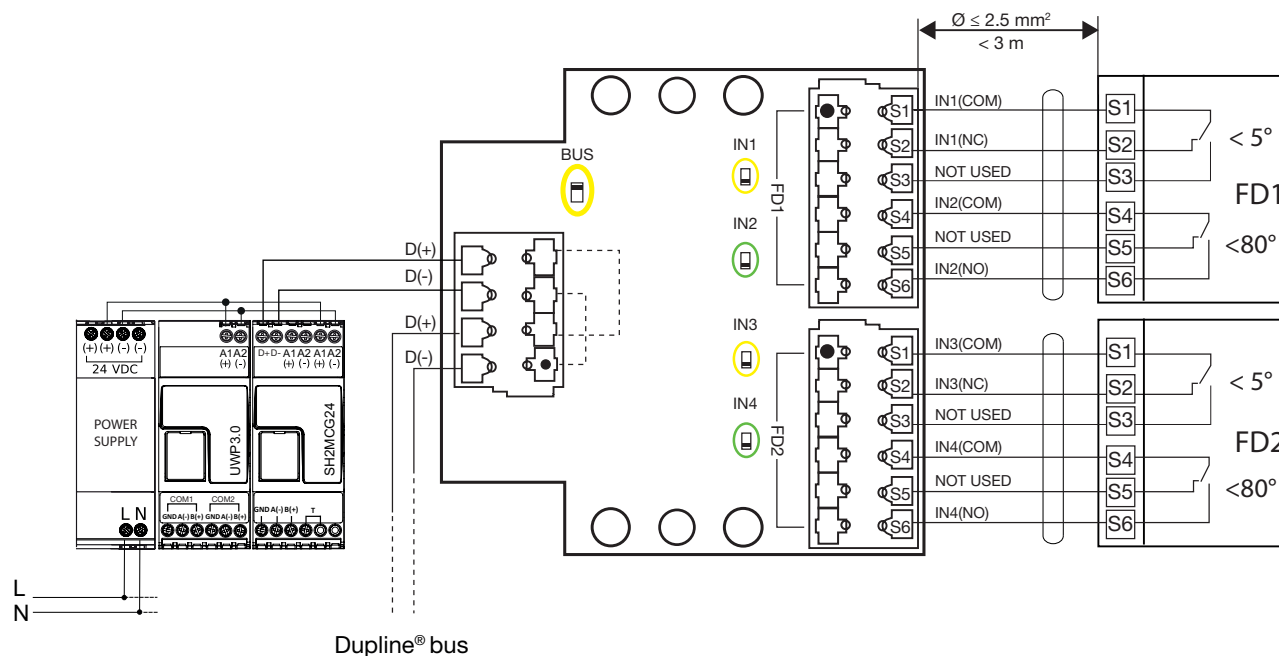 Ø ≤ 2.5 mm²
< 3 m
BUS
IN1
IN2
IN3
IN4
FD1
FD2
D(+)
D(-)
D(+)
D(-)
S1
S2
S3
S4
S5
S6
S1
S2
S3
S4
S5
S6
IN1(COM)
IN1(NC)
NOT USED
IN2(COM)
NOT USED
IN2(NO)
IN3(COM)
IN3(NC)
NOT USED
IN4(COM)
NOT USED
IN4(NO)
S1
S2
S3
S4
S5
S6
< 5°
FD1
<80°
S1
S2
S3
S4
S5
S6
< 5°
FD2
<80°
(+) (+) (-) (-)
24 VDC
POWER
SUPPLY
L N
A1 A2
(+) (-)
UWP3.0
COM1 COM2
GND A(-) B(+) GND A(-) B(+)
D+ D- A1 A2 A1 A2
(+) (-) (+) (-)
SH2MCG24
GND A(-) B(+) T
L
N
Dupline® bus